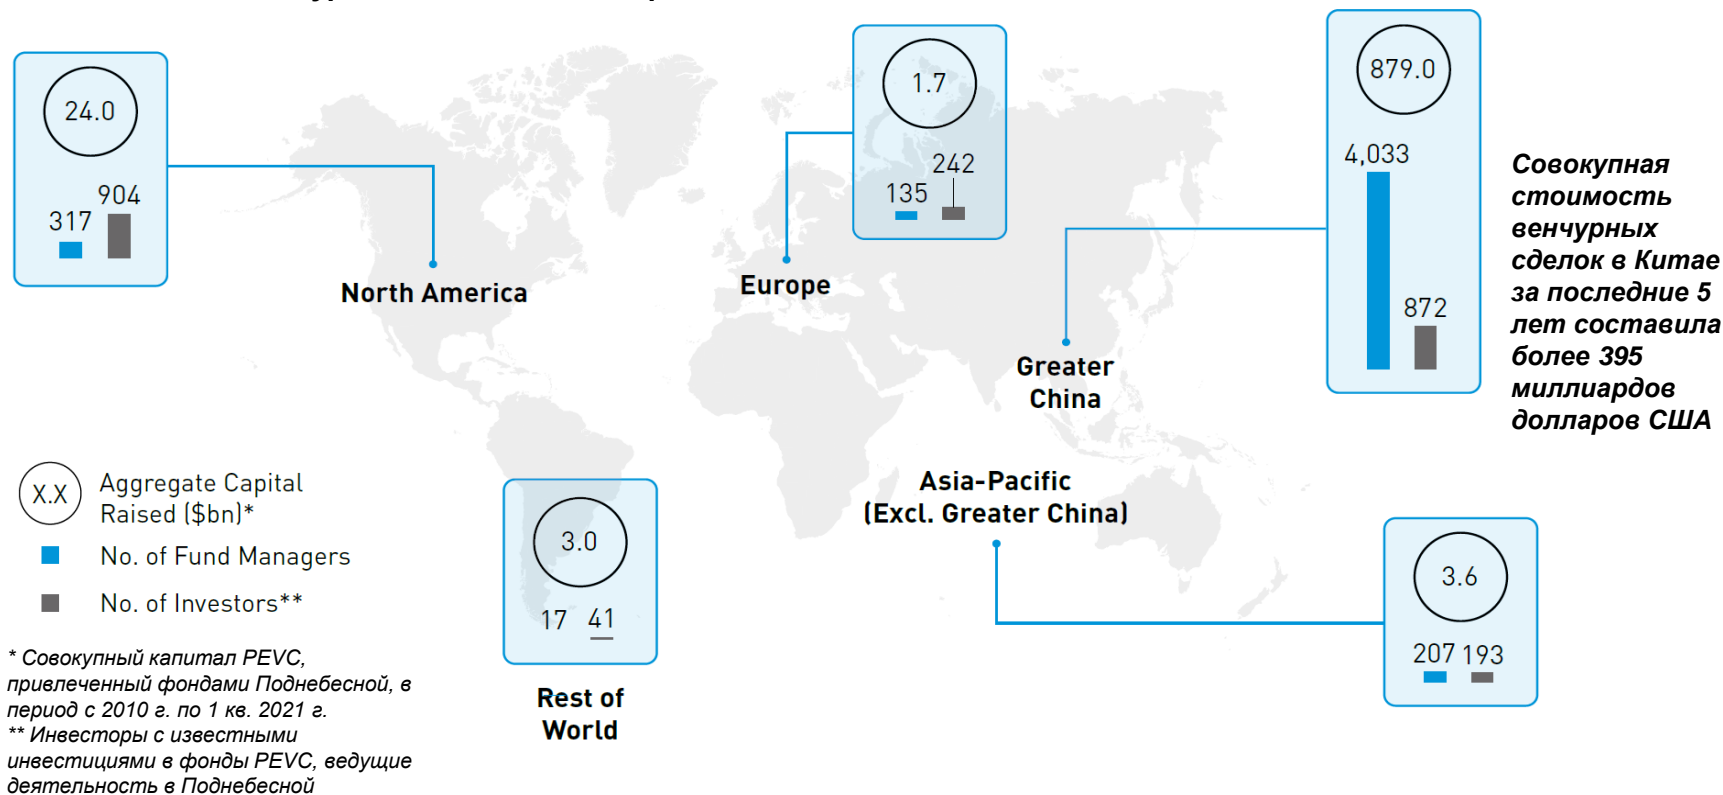 24.0
317
904
North America
1.7
135
242
Europe
879.0
4,033
872
Greater
China
Совокупная
стоимость
венчурных
сделок в Китае
за последние 5
лет составила
более 395
миллиардов
долларов США
Asia-Pacific
(Excl. Greater China)
3.6
207 193
3.0
17 41
Rest of
World
X.X
Aggregate Capital
Raised ($bn)*
No. of Fund Managers
No. of Investors**
* Совокупный капитал PEVC,
привлеченный фондами Поднебесной, в
период с 2010 г. по 1 кв. 2021 г.
** Инвесторы с известными
инвестициями в фонды PEVC, ведущие
деятельность в Поднебесной